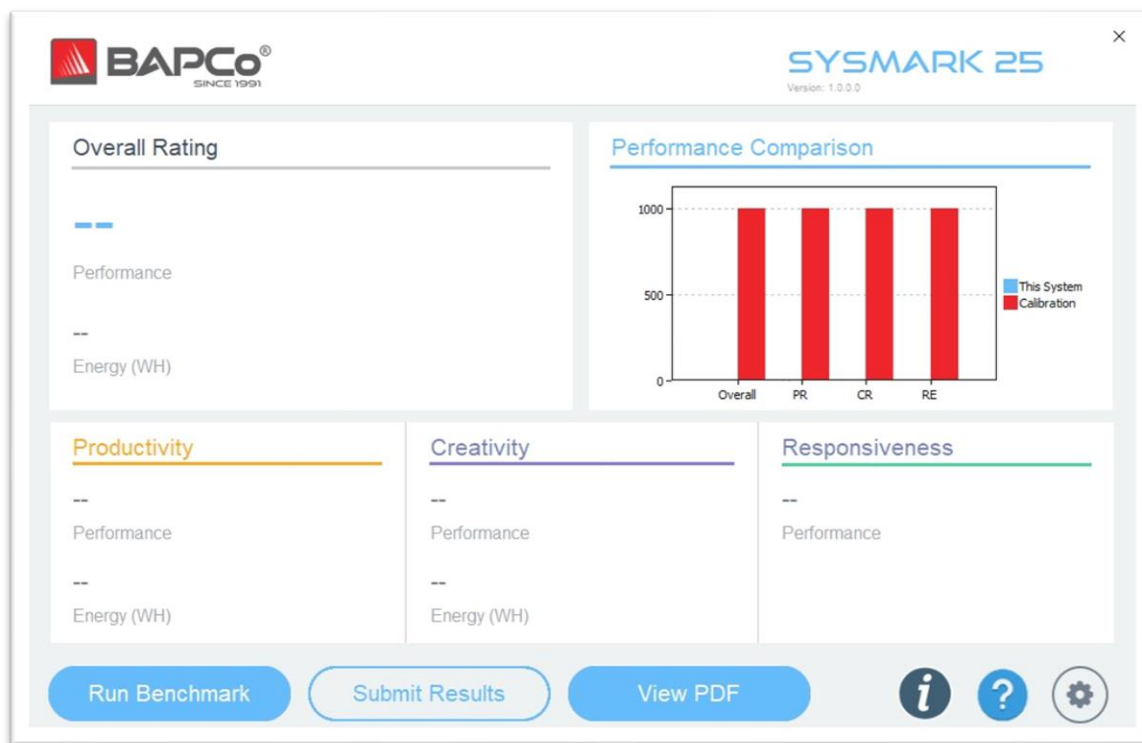 BAPCo®
SINCE 1991
SYSMARK 25
Version: 1.0.0.0
Overall Rating
--
Performance
--
Energy (WH)
Performance Comparison
1000
500
0
Overall PR CR RE
This System
Calibration
Productivity
--
Performance
--
Energy (WH)
Creativity
--
Performance
--
Energy (WH)
Responsiveness
--
Performance
Run Benchmark
Submit Results
View PDF
i
?